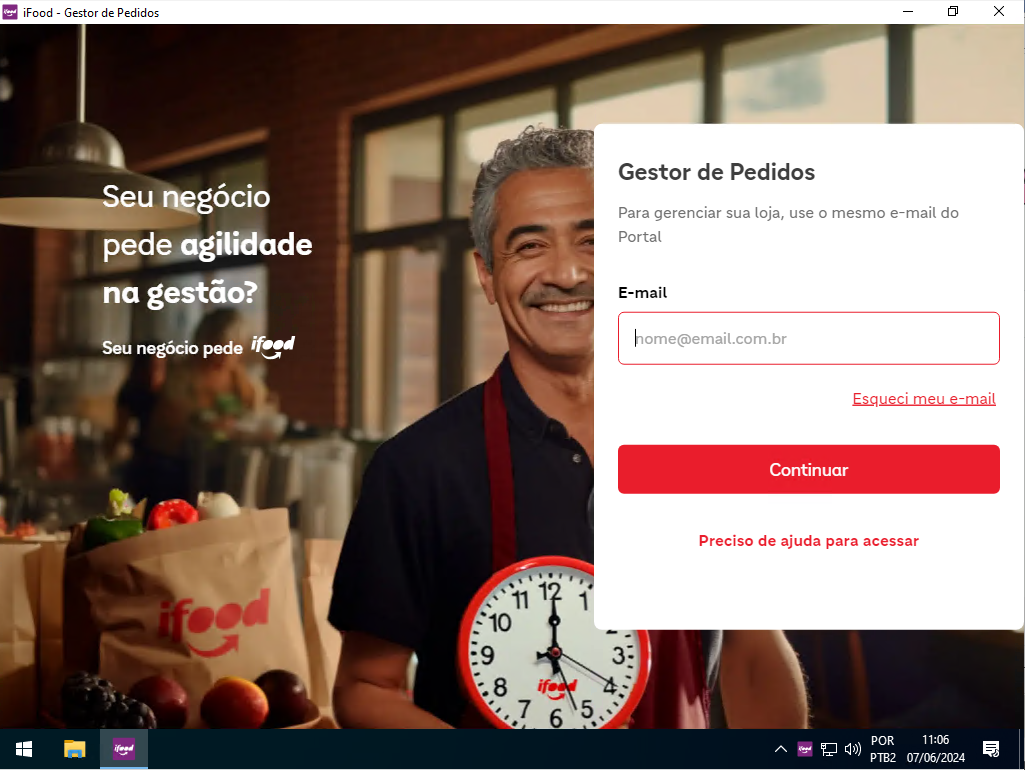 ifood
iFood - Gestor de Pedidos
Seu negócio
pede agilidade
na gestão?
Seu negócio pede ifood
Gestor de Pedidos
Para gerenciar sua loja, use o mesmo e-mail do
Portal
E-mail
nome@email.com.br
Esqueci meu e-mail
Continuar
Preciso de ajuda para acessar
ifood
12
11
1
10
2
9
3
8
4
7
5
6
ifood
ifood
ifood
POR
PTB2
11:06
07/06/2024